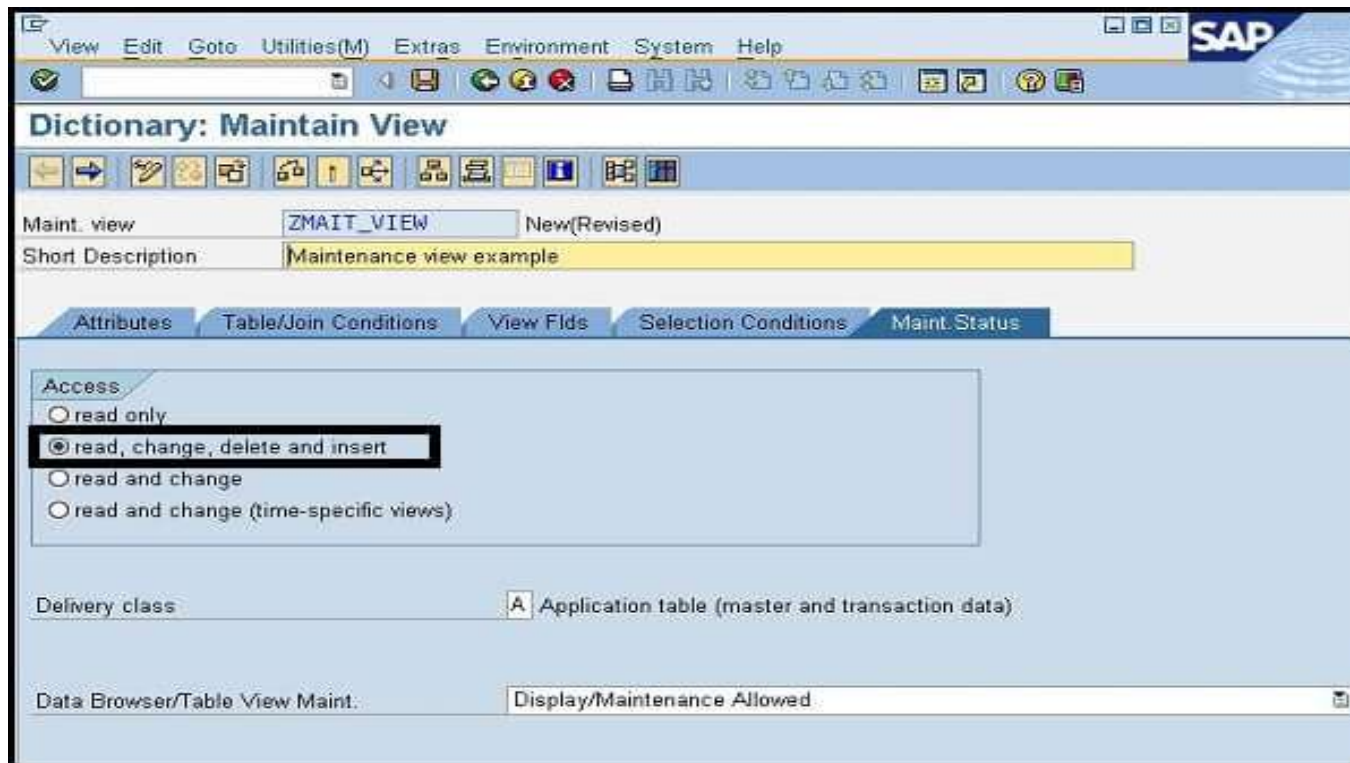 View Edit Goto Utilities(M) Extras Environment System Help
SAP
Dictionary: Maintain View
Maint. view ZMAIT_VIEW New(Revised)
Short Description Maintenance view example
Attributes Table/Join Conditions View Flds Selection Conditions Maint.Status
Access
read only
read, change, delete and insert
read and change
read and change (time-specific views)
Delivery class A Application table (master and transaction data)
Data Browser/Table View Maint. Display/Maintenance Allowed